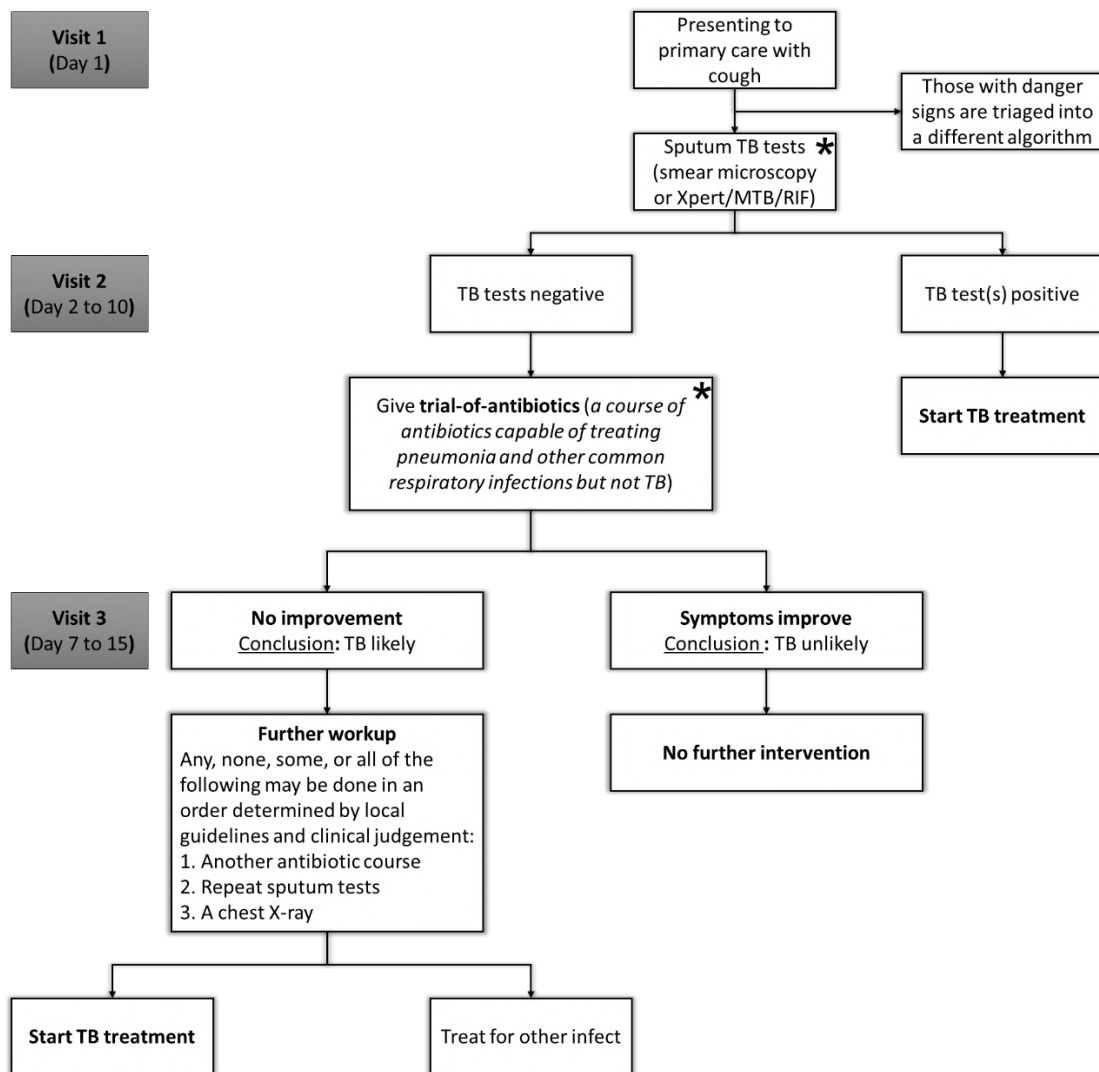 Visit 1
(Day 1)
Presenting to
primary care with
cough
Those with danger
signs are triaged into
a different algorithm
Sputum TB tests *
(smear microscopy
or Xpert/MTB/RIF)
Visit 2
(Day 2 to 10)
TB tests negative
TB test(s) positive
Give trial-of-antibiotics (a course of *
antibiotics capable of treating
pneumonia and other common
respiratory infections but not TB)
Start TB treatment
Visit 3
(Day 7 to 15)
No improvement
Conclusion: TB likely
Symptoms improve
Conclusion : TB unlikely
Further workup
Any, none, some, or all of the
following may be done in an
order determined by local
guidelines and clinical judgement:
1. Another antibiotic course
2. Repeat sputum tests
3. A chest X-ray
No further intervention
Start TB treatment
Treat for other infect